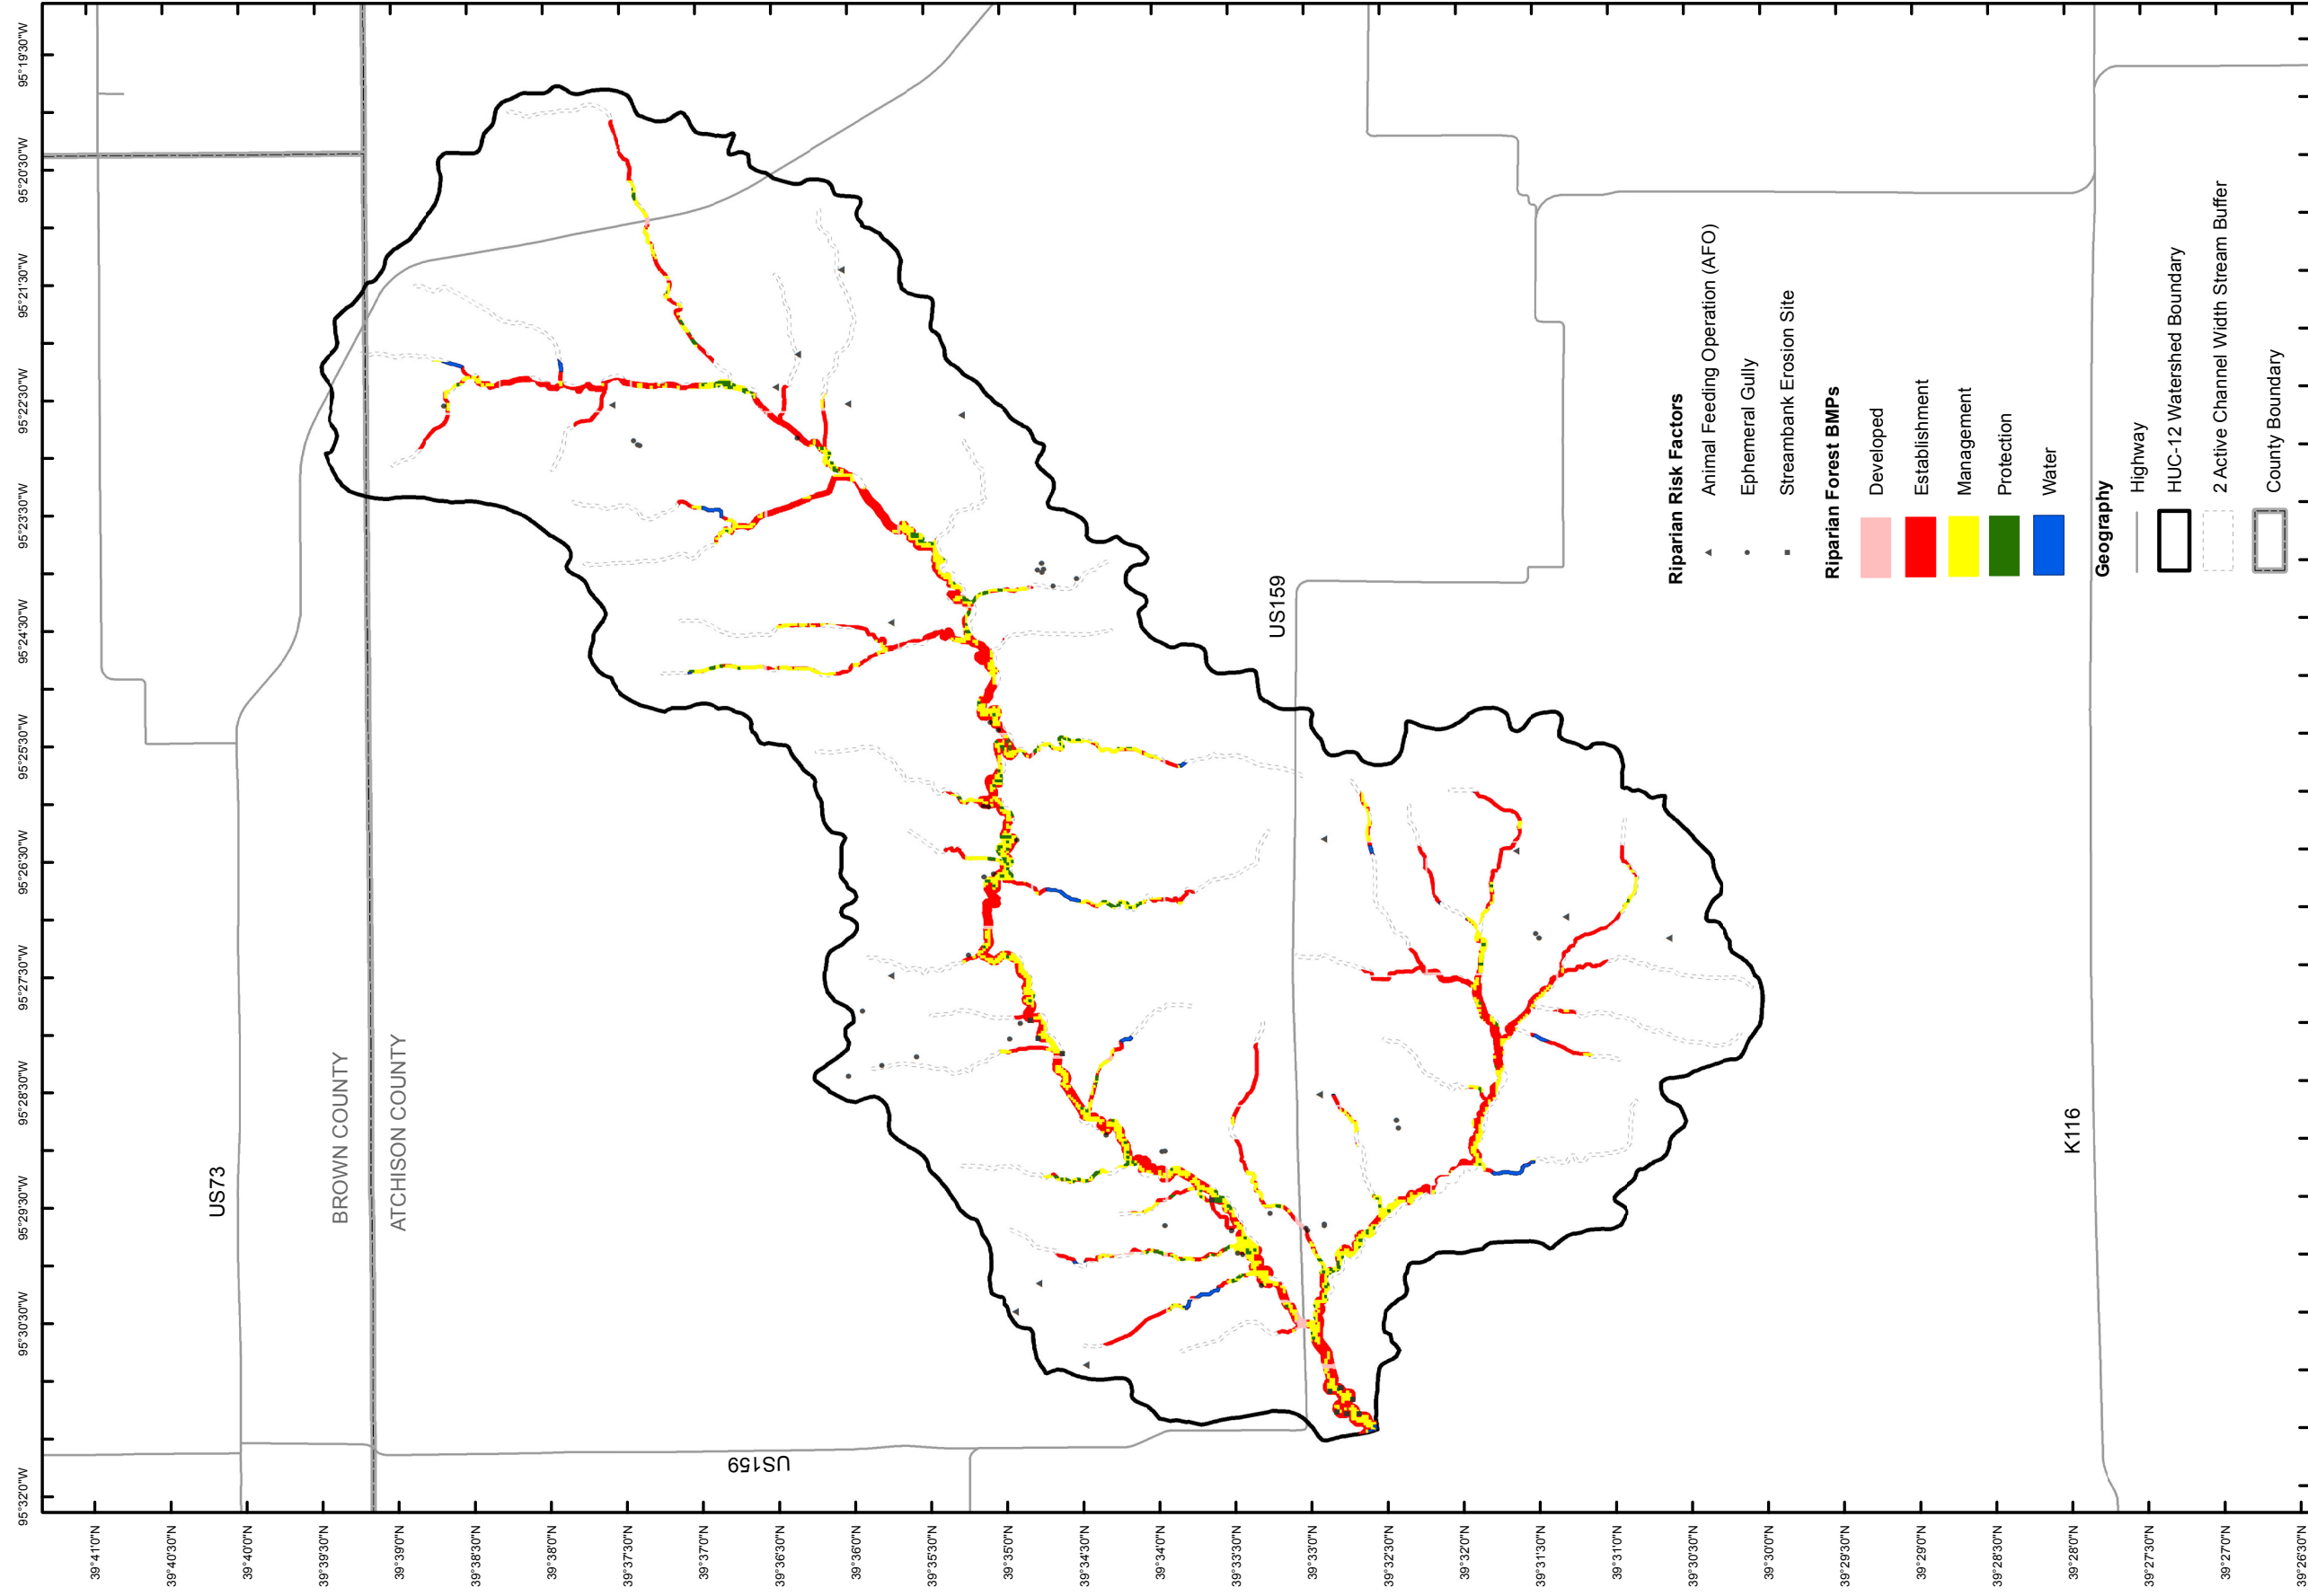 95°32'0"W
95°30'30"W
95°29'30"W
95°28'30"W
95°27'30"W
95°26'30"W
95°25'30"W
95°24'30"W
95°23'30"W
95°22'30"W
95°21'30"W
95°20'30"W
95°19'30"W
39°41'0"N
39°40'30"N
39°40'0"N
39°39'30"N
39°39'0"N
39°38'30"N
39°38'0"N
39°37'30"N
39°37'0"N
39°36'30"N
39°36'0"N
39°35'30"N
39°35'0"N
39°34'30"N
39°34'0"N
39°33'30"N
39°33'0"N
39°32'30"N
39°32'0"N
39°31'30"N
39°31'0"N
39°30'30"N
39°30'0"N
39°29'30"N
39°29'0"N
39°28'30"N
39°28'0"N
39°27'30"N
39°27'0"N
39°26'30"N
US73
BROWN COUNTY
ATCHISON COUNTY
US159
US159
K116
Riparian Risk Factors
Animal Feeding Operation (AFO)
Ephemeral Gully
Streambank Erosion Site
Riparian Forest BMPs
Developed
Establishment
Management
Protection
Water
Geography
Highway
HUC-12 Watershed Boundary
2 Active Channel Width Stream Buffer
County Boundary